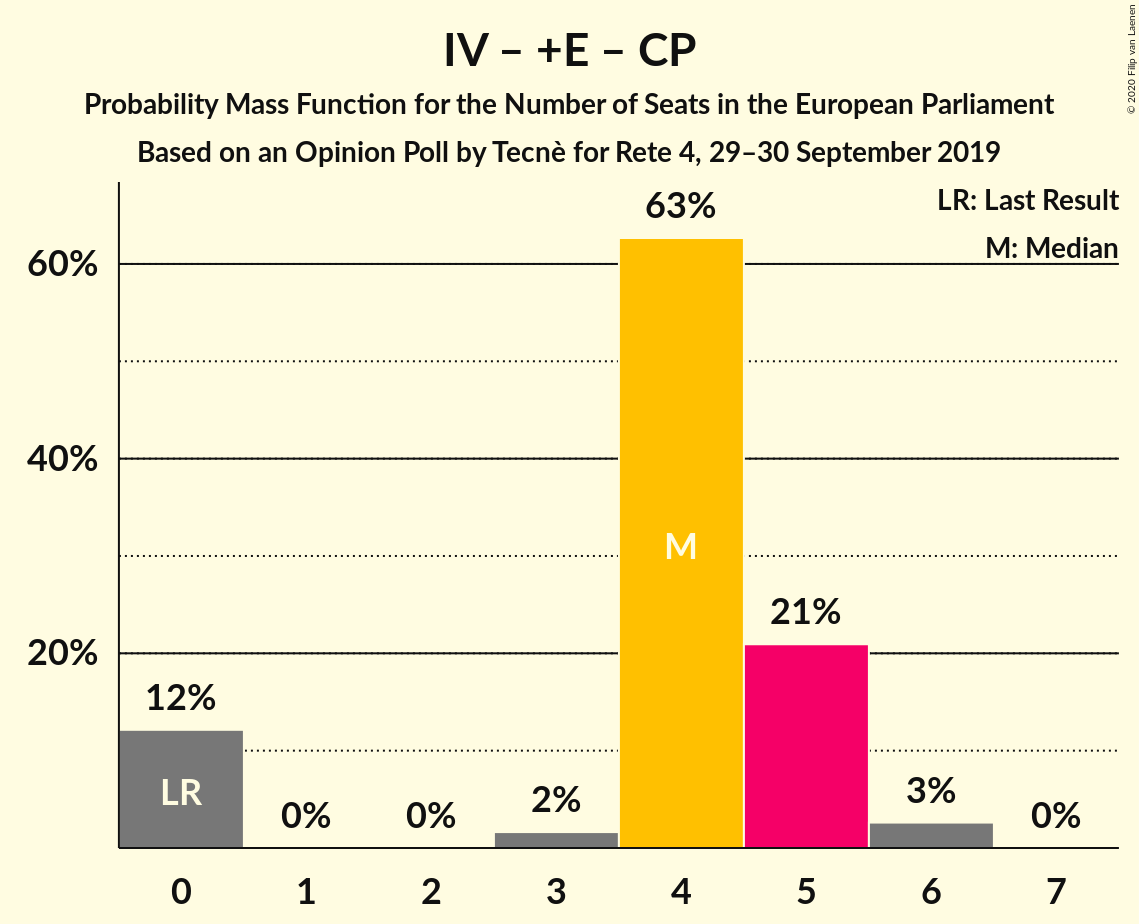 IV – +E – CP
Probability Mass Function for the Number of Seats in the European Parliament
Based on an Opinion Poll by Tecnè for Rete 4, 29–30 September 2019
© 2020 Filip van Laenen
LR: Last Result
M: Median
60%
40%
20%
12%
0%
0%
2%
63%
21%
3%
0%
LR
M
0 1 2 3 4 5 6 7